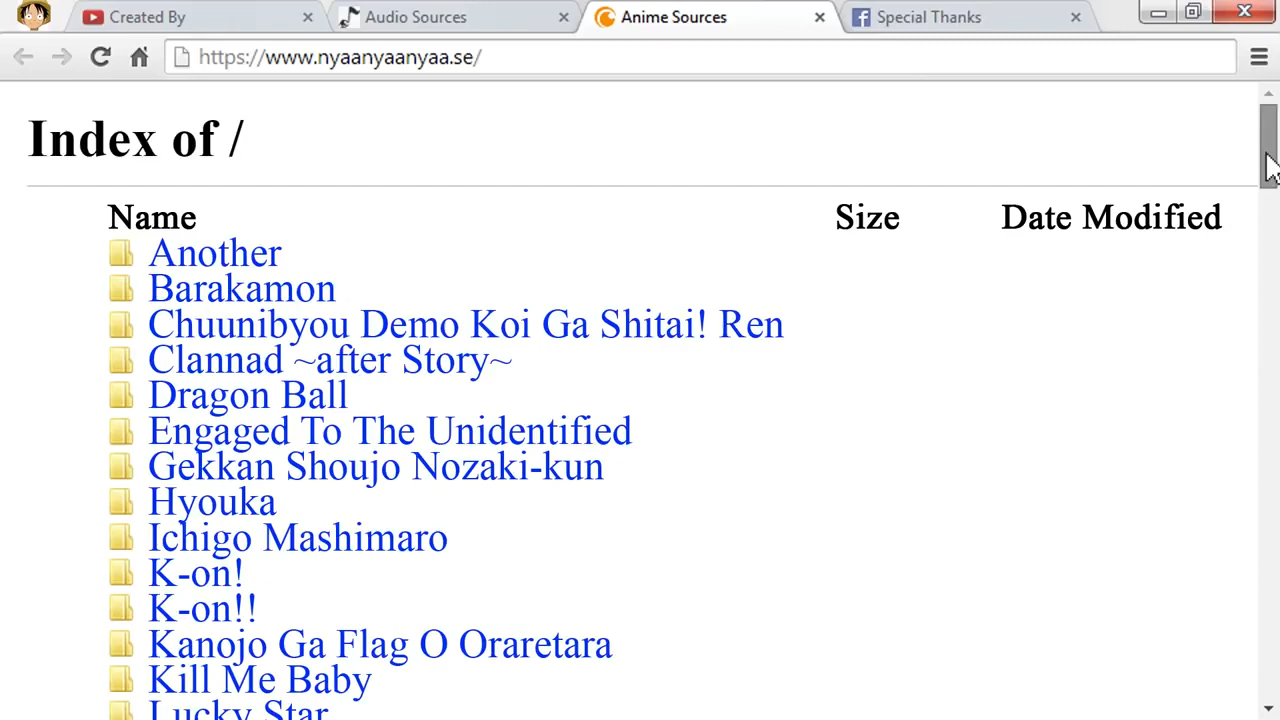 Created By
Audio Sources
Anime Sources
Special Thanks
https://www.nyaanyaanyaa.se/
Index of /
Name Size Date Modified
Another
Barakamon
Chuunibyou Demo Koi Ga Shitai! Ren
Clannad ~after Story~
Dragon Ball
Engaged To The Unidentified
Gekkan Shoujo Nozaki-kun
Hyouka
Ichigo Mashimaro
K-on!
K-on!!
Kanojo Ga Flag O Oraretara
Kill Me Baby
Lucky Star